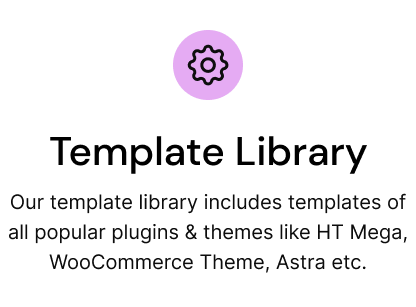 Template Library
Our template library includes templates of
all popular plugins & themes like HT Mega,
WooCommerce Theme, Astra etc.